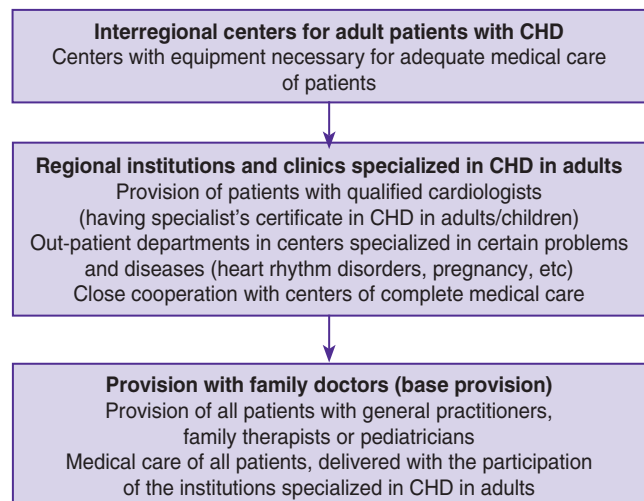 Interregional centers for adult patients with CHD
Centers with equipment necessary for adequate medical care
of patients
Regional institutions and clinics specialized in CHD in adults
Provision of patients with qualified cardiologists
(having specialist's certificate in CHD in adults/children)
Out-patient departments in centers specialized in certain problems
and diseases (heart rhythm disorders, pregnancy, etc)
Close cooperation with centers of complete medical care
Provision with family doctors (base provision)
Provision of all patients with general practitioners,
family therapists or pediatricians
Medical care of all patients, delivered with the participation
of the institutions specialized in CHD in adults